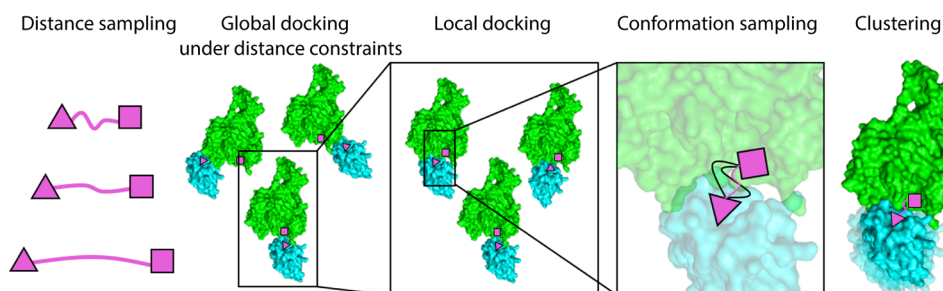 Distance sampling
Global docking
under distance constraints
Local docking
Conformation sampling
Clustering